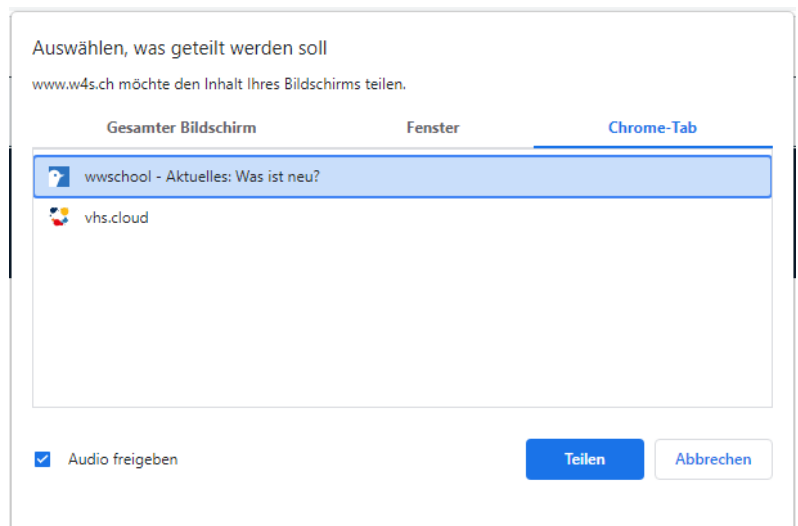 Auswählen, was geteilt werden soll
www.w4s.ch möchte den Inhalt Ihres Bildschirms teilen.
Gesamter Bildschirm Fenster Chrome-Tab
wwschool - Aktuelles: Was ist neu?
vhs.cloud
Audio freigeben Teilen Abbrechen